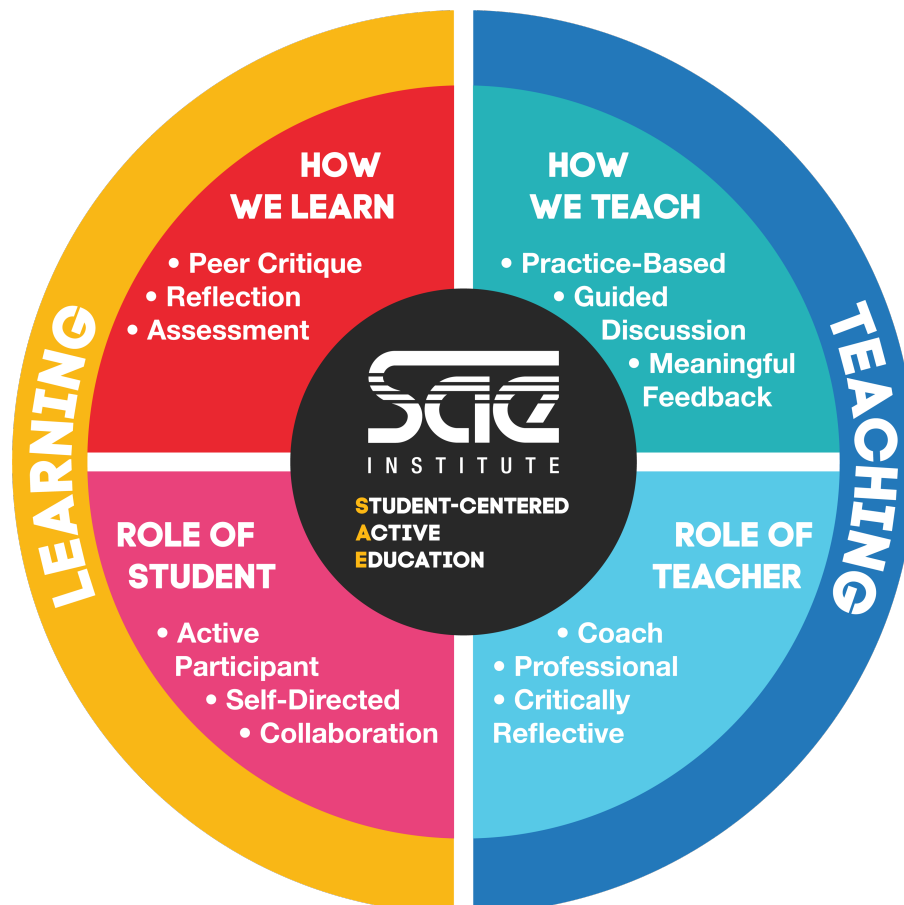 LEARNING
HOW
WE LEARN
• Peer Critique
• Reflection
• Assessment
HOW
WE TEACH
• Practice-Based
• Guided
Discussion
• Meaningful
Feedback
TEACHING
sae
INSTITUTE
STUDENT-CENTERED
ACTIVE
EDUCATION
ROLE OF
STUDENT
• Active
Participant
• Self-Directed
• Collaboration
ROLE OF
TEACHER
• Coach
• Professional
• Critically
Reflective